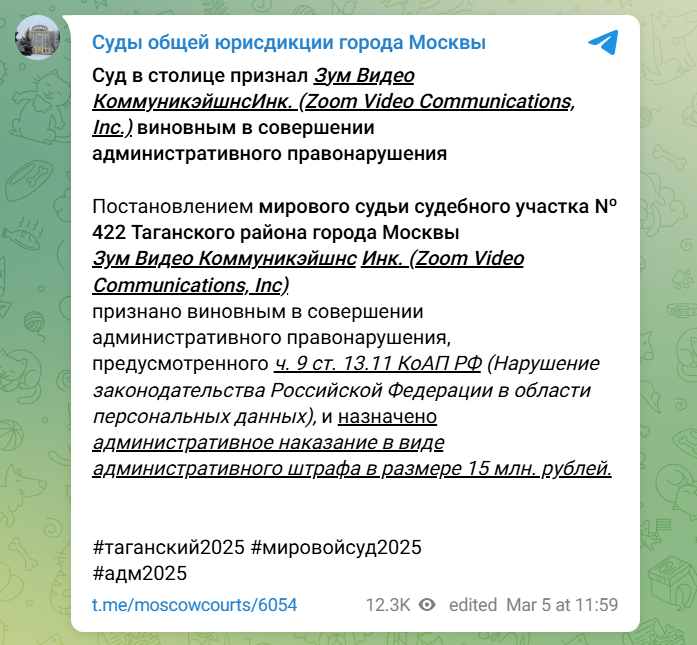 Суды общей юрисдикции города Москвы
Суд в столице признал Зум Видео
КоммуникэйшнсИнк. (Zoom Video Communications,
Inc.) виновным в совершении
административного правонарушения
Постановлением мирового судьи судебного участка №
422 Таганского района города Москвы
Зум Видео Коммуникэйшнс Инк. (Zoom Video
Communications, Inc)
признано виновным в совершении
административного правонарушения,
предусмотренного ч. 9 ст. 13.11 КоАП РФ (Нарушение
законодательства Российской Федерации в области
персональных данных), и назначено
административное наказание в виде
административного штрафа в размере 15 млн. рублей.
#таганский2025 #мировойсуд2025
#адм2025
t.me/moscowcourts/6054 12.3K edited Mar 5 at 11:59